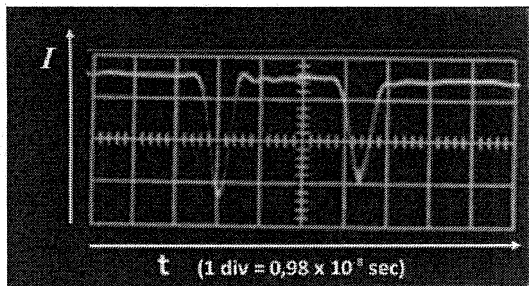 I
t (1 div = 0,98 x 10⁻⁸ sec)